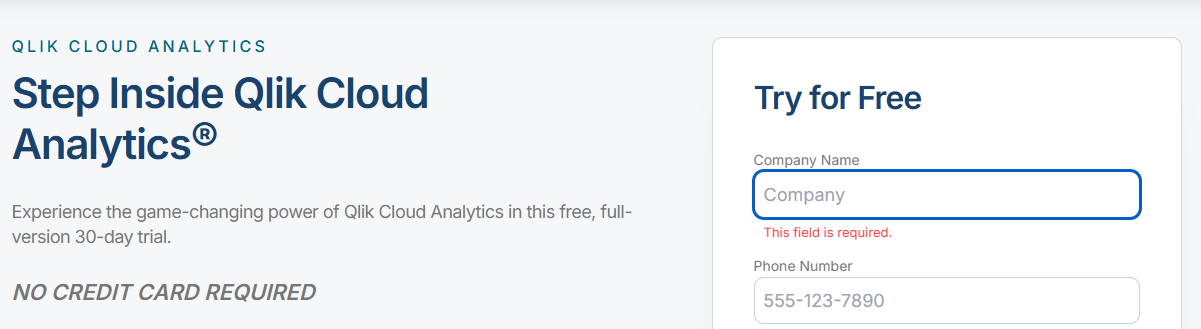 QLIK CLOUD ANALYTICS
Step Inside Qlik Cloud
Analytics®
Experience the game-changing power of Qlik Cloud Analytics in this free, full-
version 30-day trial.
NO CREDIT CARD REQUIRED
Try for Free
Company Name
Company
This field is required.
Phone Number
555-123-7890